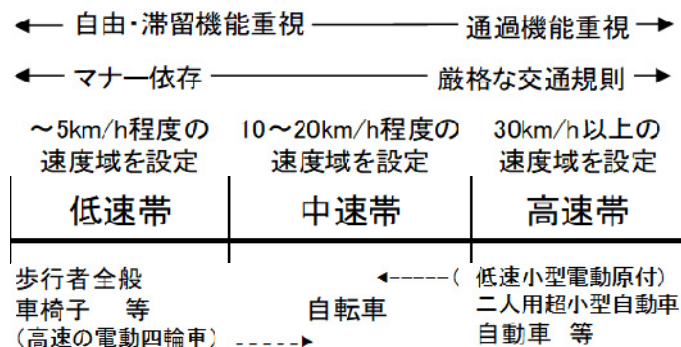 自由・滞留機能重視 通過機能重視
マナー依存 厳格な交通規則
～5km/h程度の 10～20km/h程度の 30km/h以上の
速度域を設定 速度域を設定 速度域を設定
低速帯 中速帯 高速帯
歩行者全般 (低速小型電動原付)
車椅子 等 自転車 二人用超小型自動車
(高速の電動四輪車) 自動車 等